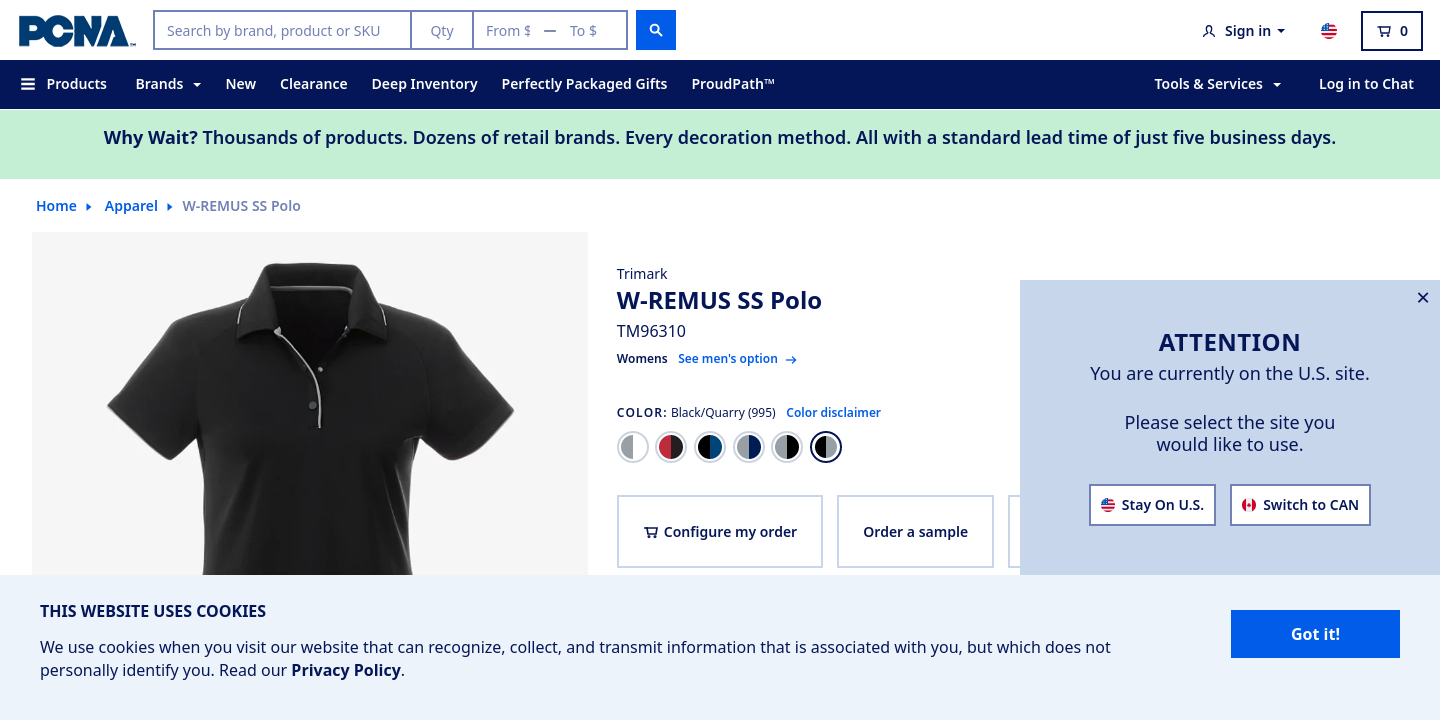 PCNA™
Search by brand, product or SKU
Qty
From $ — To $
Sign in
0
Products
Brands
New
Clearance
Deep Inventory
Perfectly Packaged Gifts
ProudPath™
Tools & Services
Log in to Chat
Why Wait? Thousands of products. Dozens of retail brands. Every decoration method. All with a standard lead time of just five business days.
Home
Apparel
W-REMUS SS Polo
Trimark
W-REMUS SS Polo
TM96310
Womens See men's option →
COLOR: Black/Quarry (995) Color disclaimer
Configure my order
Order a sample
✕
ATTENTION
You are currently on the U.S. site.
Please select the site you
would like to use.
Stay On U.S.
Switch to CAN
THIS WEBSITE USES COOKIES
We use cookies when you visit our website that can recognize, collect, and transmit information that is associated with you, but which does not
personally identify you. Read our Privacy Policy.
Got it!